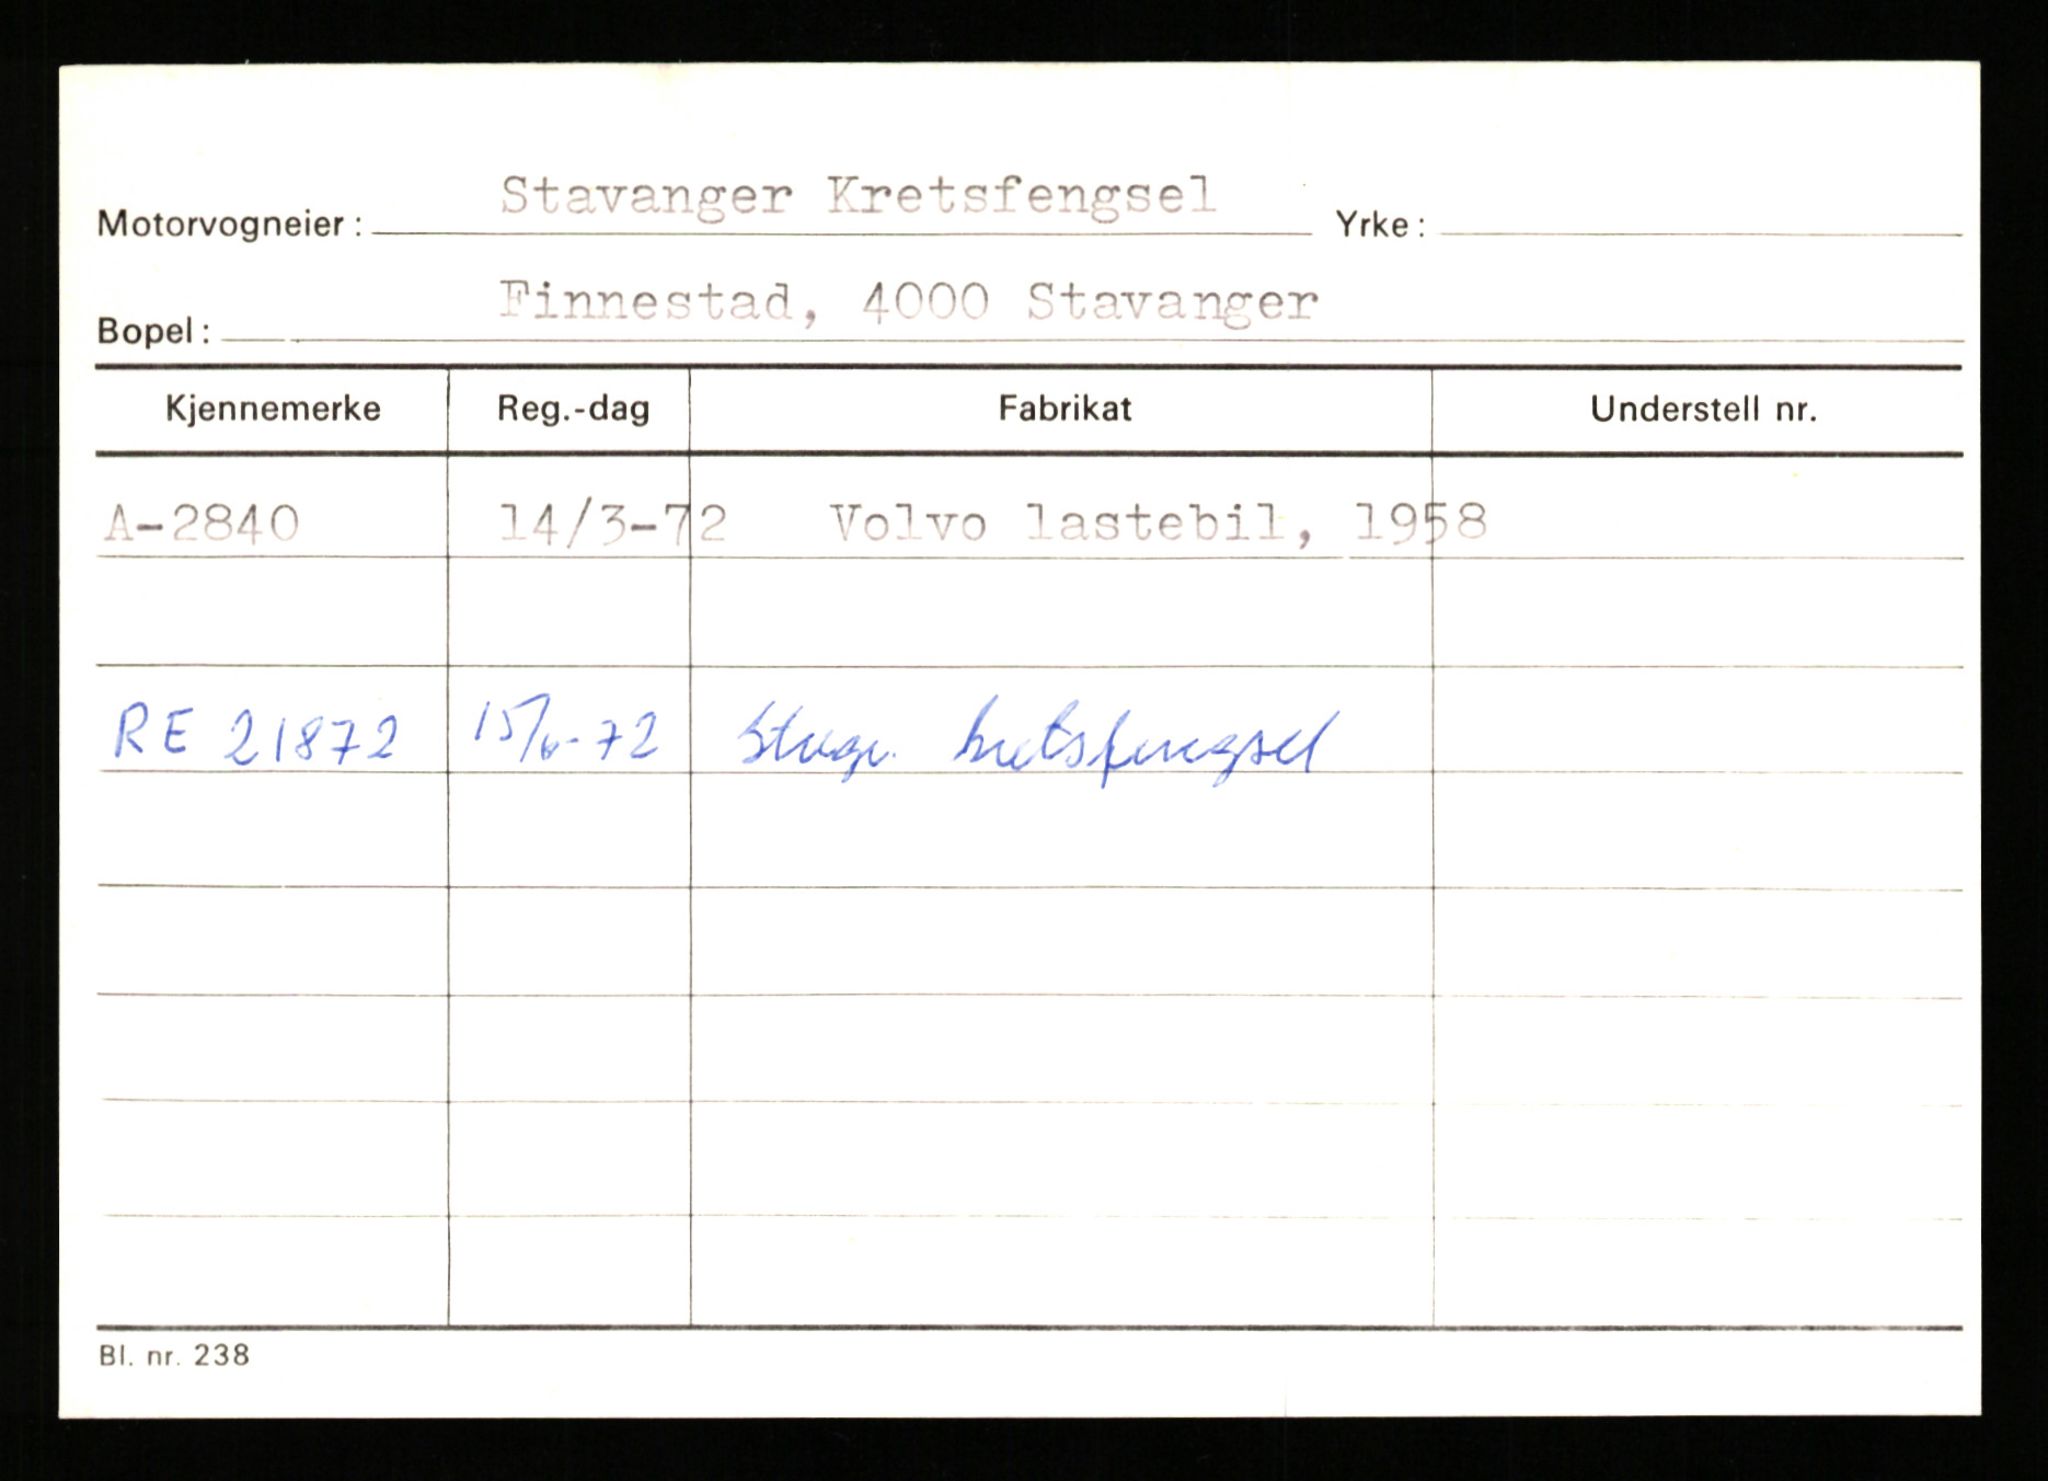 Motorvogneier: Stavanger Kretsfengsel Yrke:
Bopel: Finnestad, 4000 Stavanger
Kjennemerke Reg.-dag Fabrikat Understell nr.
A-2840 14/3-72 Volvo lastebil, 1958
RE 21872 15/6-72 kretsfengsel
Bl. nr. 238